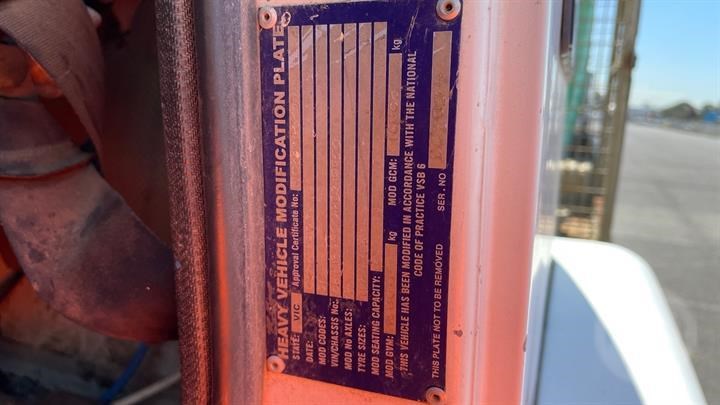 HEAVY VEHICLE MODIFICATION PLATE
STATE: VIC Approval Certificate No:
DATE:
MOD CODES:
VIN/CHASSIS No:
MOD No AXLES:
TYRE SIZES:
MOD SEATING CAPACITY:
MOD GVM: kg MOD GCM: kg
THIS VEHICLE HAS BEEN MODIFIED IN ACCORDANCE WITH THE NATIONAL
CODE OF PRACTICE VSB 6
THIS PLATE NOT TO BE REMOVED SER. NO